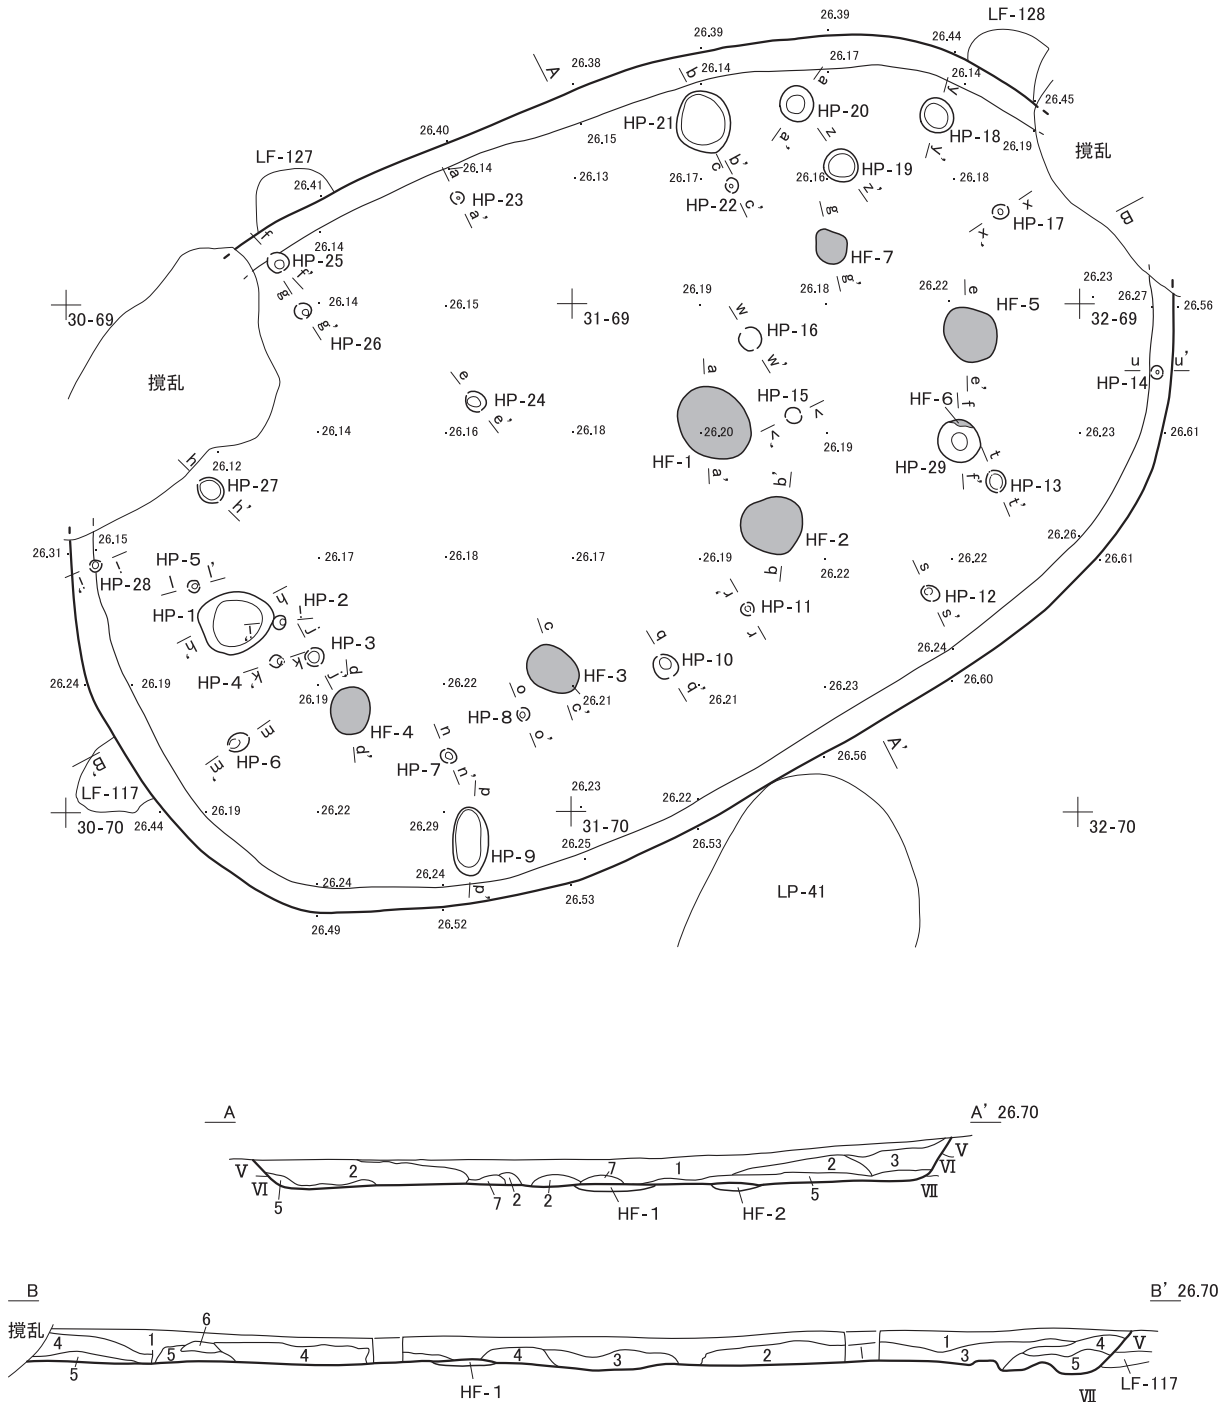 26.39
LF-128
26.39
26.44
A
26.38
b
26.14
a
26.17
26.14
y
26.45
26.40
HP-21
HP-20
HP-18
26.15
a'
z
y'
26.19
撹乱
LF-127
a
26.14
26.13
26.17
c
b'
HP-19
26.16
26.18
26.41
HP-23
HP-22
z'
a'
c'
x
HP-17
B
f
26.14
g
x'
HP-25
f'
HF-7
g
26.14
26.15
26.19
g'
26.18
26.22
e
26.23
30-69
g'
31-69
w
HF-5
32-69
26.27
26.56
HP-26
HP-16
w'
撹乱
e
a
e'
u
u'
HP-14
HP-24
HP-15
v
HF-6
f
e'
26.14
26.16
26.18
26.20
v'
26.19
26.23
26.61
h
26.12
HF-1
a'
HP-29
t
HP-27
q'
f'
HP-13
h'
t'
HF-2
26.26
26.31
26.15
HP-5
26.17
26.18
26.17
26.19
26.22
26.22
26.61
i
l
l'
q
s
i'
HP-28
HP-1
h
HP-2
r'
HP-12
i
HP-11
s'
i'
j
c
r
h'
k
HP-3
q
26.24
HP-4
k'
j'
d
HF-3
HP-10
26.24
26.19
26.19
26.22
o
26.21
q'
26.21
26.23
26.60
m
HF-4
n
HP-8
c'
A'
HP-6
d'
o'
26.56
m'
HP-7
n'
B'
LF-117
p
26.23
26.22
30-70
26.19
26.22
26.29
31-70
32-70
26.44
HP-9
26.25
26.53
26.24
26.24
p'
26.53
LP-41
26.49
26.52
A
A' 26.70
V
2
7
1
2
3
V
VI
VI
5
7
2
2
5
VII
HF-1
HF-2
B
B' 26.70
撹乱
6
4
1
1
4
V
5
4
4
3
2
3
5
5
HF-1
LF-117
VII